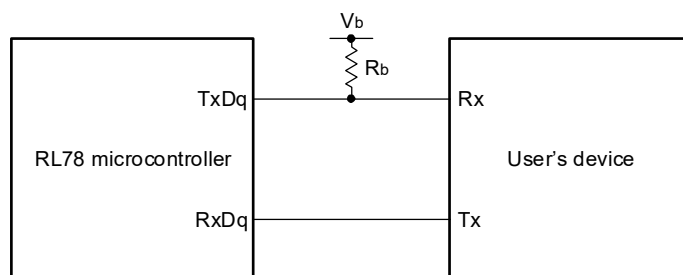 Vb
Rb
TxDq
Rx
RL78 microcontroller
User’s device
RxDq
Tx